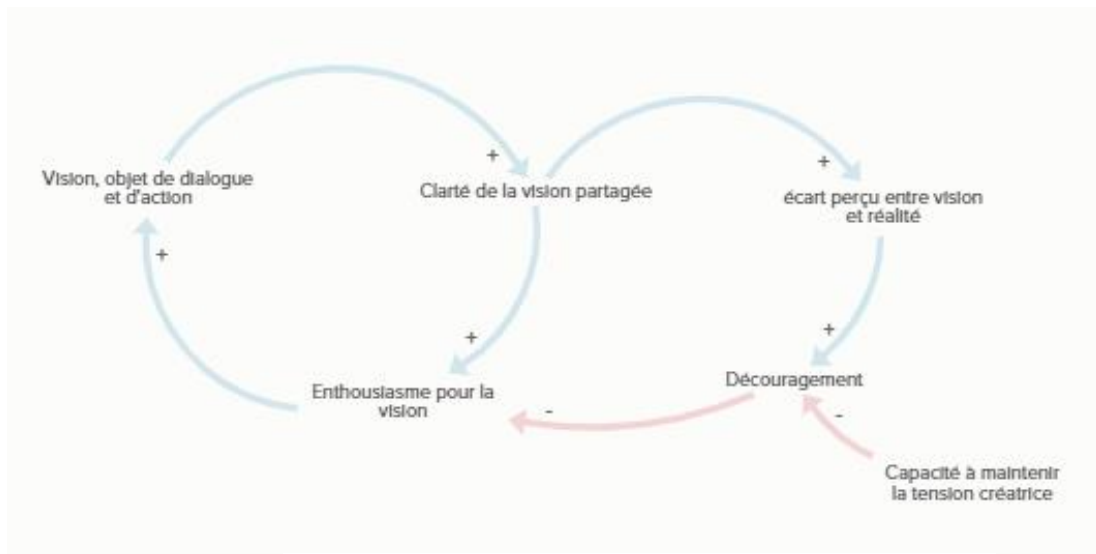 +
+
Vision, objet de dialogue
et d'action
Clarté de la vision partagée
écart perçu entre vision
et réalité
+
+
+
Enthousiasme pour la
vision
Découragement
-
-
Capacité à maintenir
la tension créatrice